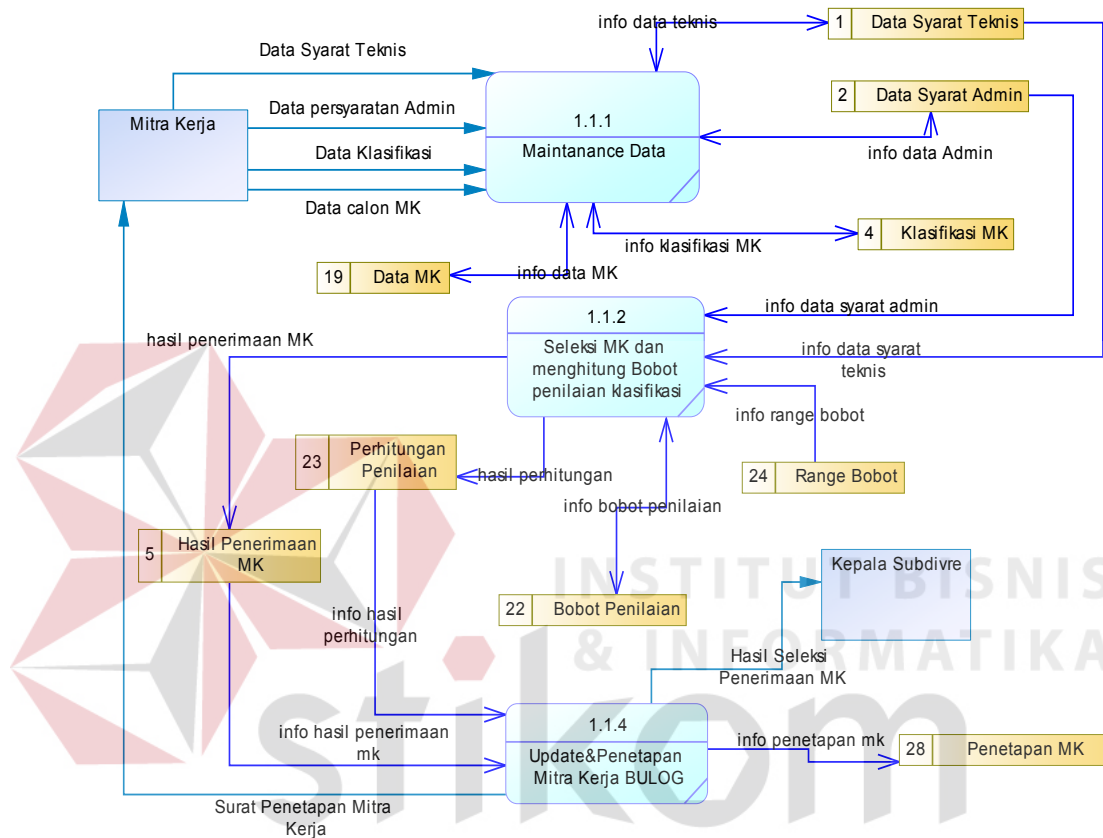 info data teknis
1 Data Syarat Teknis
Data Syarat Teknis
2 Data Syarat Admin
Mitra Kerja
Data persyaratan Admin
1.1.1
Maintanance Data
info data Admin
Data Klasifikasi
Data calon MK
4 Klasifikasi MK
info klasifikasi MK
19 Data MK
info data MK
info data syarat admin
1.1.2
Seleksi MK dan
menghitung Bobot
penilaian klasifikasi
hasil penerimaan MK
info data syarat
teknis
info range bobot
23 Perhitungan
Penilaian
hasil perhitungan
24 Range Bobot
info bobot penilaian
5 Hasil Penerimaan
MK
Kepala Subdivre
INSTITUT BISNIS
& INFORMATIKA
stikom
22 Bobot Penilaian
info hasil
perhitungan
Hasil Seleksi
Penerimaan MK
1.1.4
Update&Penetapan
Mitra Kerja BULOG
info hasil penerimaan
mk
info penetapan mk
28 Penetapan MK
Surat Penetapan Mitra
Kerja